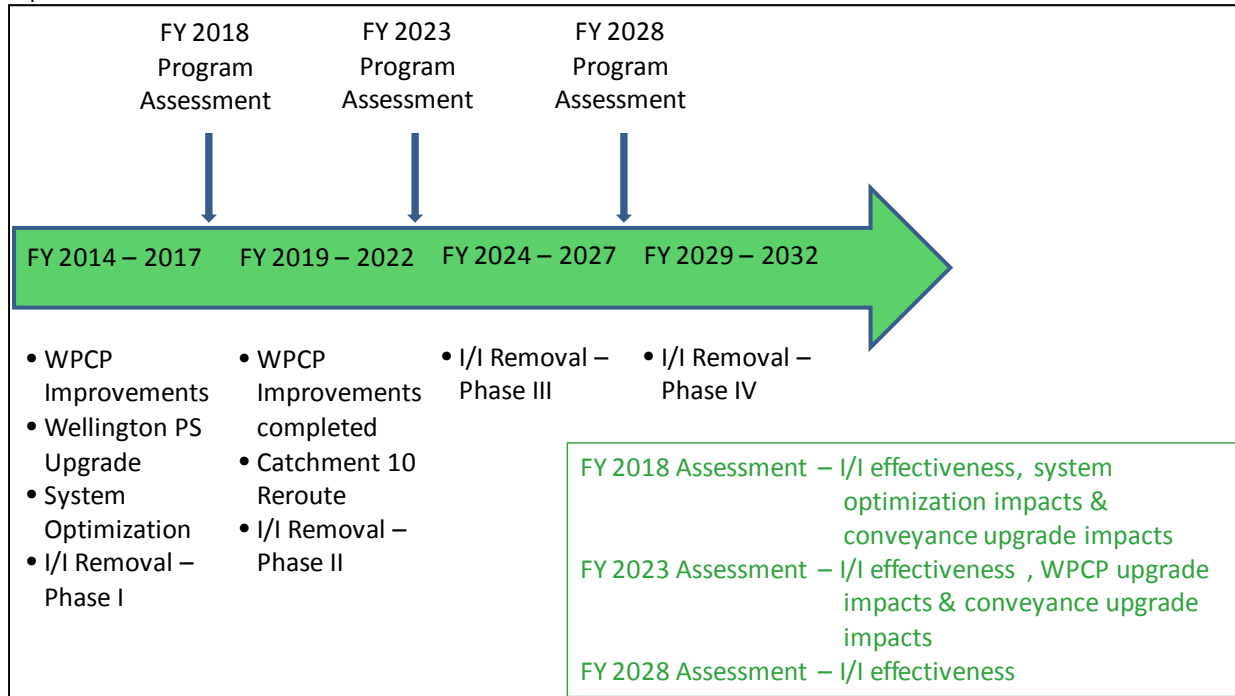 FY 2018
Program
Assessment
FY 2023
Program
Assessment
FY 2028
Program
Assessment
FY 2014 – 2017
FY 2019 – 2022
FY 2024 – 2027
FY 2029 – 2032
• WPCP
Improvements
• Wellington PS
Upgrade
• System
Optimization
• I/I Removal –
Phase I
• WPCP
Improvements
completed
• Catchment 10
Reroute
• I/I Removal –
Phase II
• I/I Removal –
Phase III
• I/I Removal –
Phase IV
FY 2018 Assessment – I/I effectiveness, system
optimization impacts &
conveyance upgrade impacts
FY 2023 Assessment – I/I effectiveness , WPCP upgrade
impacts & conveyance upgrade
impacts
FY 2028 Assessment – I/I effectiveness